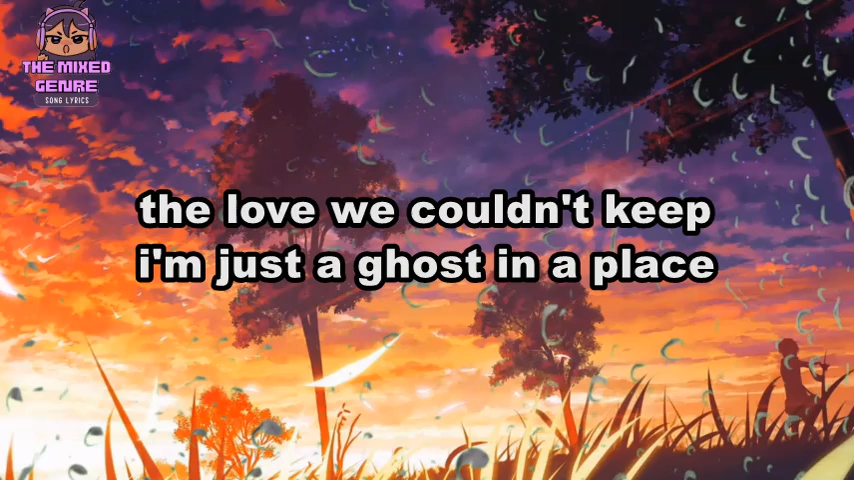 THE MIXED
GENRE
SONG LYRICS
the love we couldn't keep
i'm just a ghost in a place